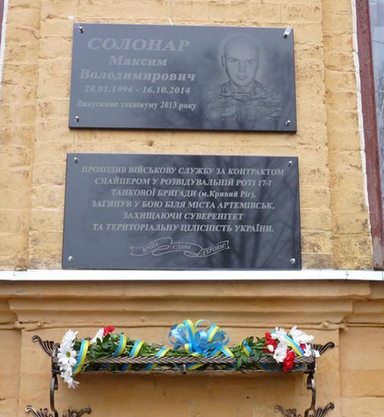 СОЛОНАР
Максим
Володимирович
28.01.1994 - 16.10.2014
Випускник технікуму 2013 року
ПРОХОДИВ ВІЙСЬКОВУ СЛУЖБУ ЗА КОНТРАКТОМ
СНАЙПЕРОМ У РОЗВІДУВАЛЬНІЙ РОТІ 17-ї
ТАНКОВОЇ БРИГАДИ (м.Кривий Ріг).
ЗАГИНУВ У БОЮ БІЛЯ МІСТА АРТЕМІВСЬК,
ЗАХИЩАЮЧИ СУВЕРЕНІТЕТ
ТА ТЕРИТОРІАЛЬНУ ЦІЛІСНІСТЬ УКРАЇНИ.
ВІЧНА СЛАВА ГЕРОЯМ!